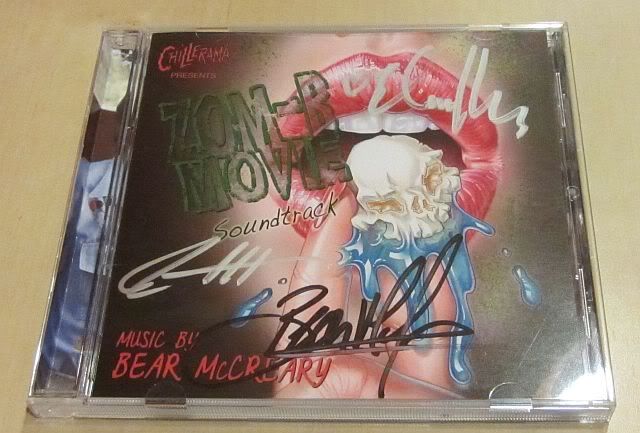 CHILLERAMA
PRESENTS
ZOM-B
MOVIE
Soundtrack
MUSIC BY
BEAR McCREARY